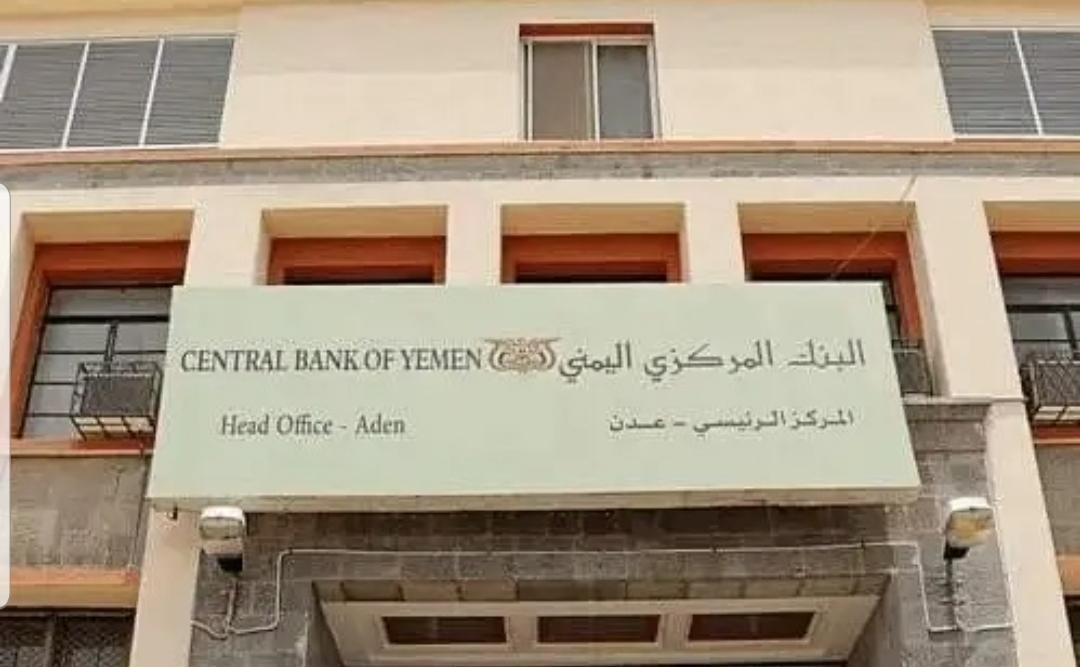 CENTRAL BANK OF YEMEN البنك المركزي اليمني
Head Office - Aden المركز الرئيسي - عدن